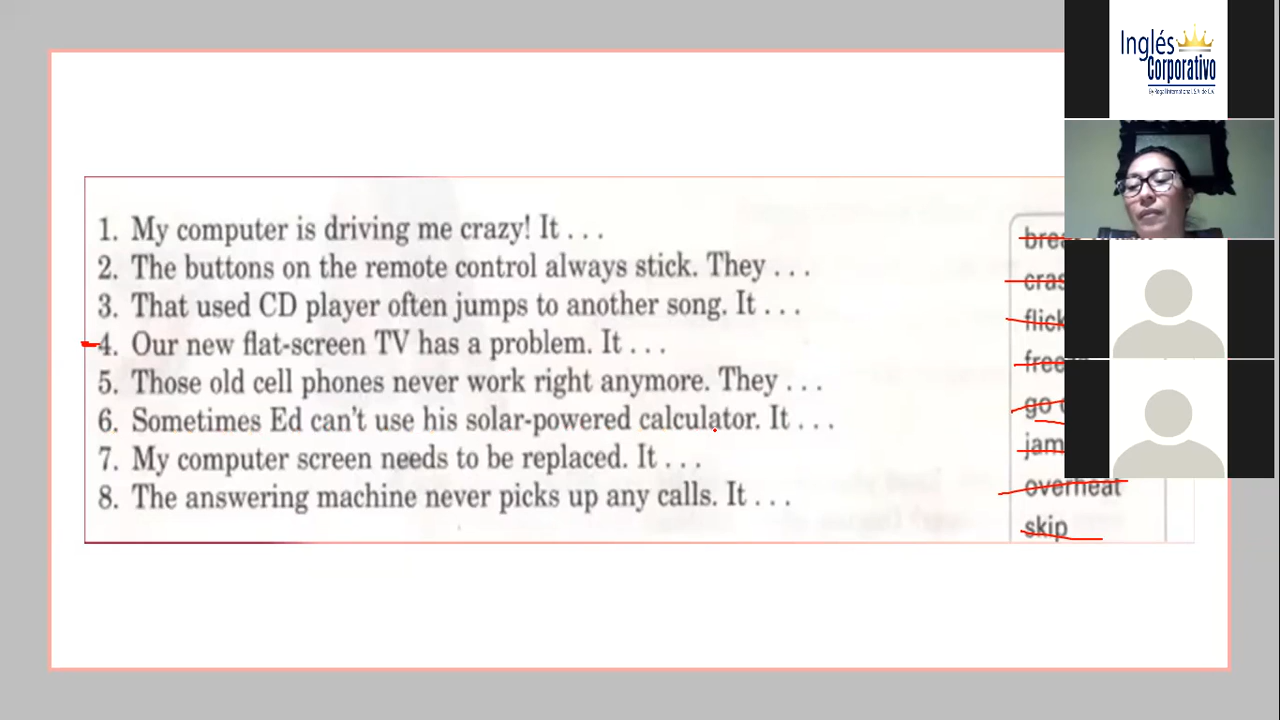 Inglés
Corporativo
1. My computer is driving me crazy! It . . .
2. The buttons on the remote control always stick. They . . .
3. That used CD player often jumps to another song. It . . .
4. Our new flat-screen TV has a problem. It . . .
5. Those old cell phones never work right anymore. They . . .
6. Sometimes Ed can't use his solar-powered calculator. It . . .
7. My computer screen needs to be replaced. It . . .
8. The answering machine never picks up any calls. It . . .
go
jam
overheat
skip